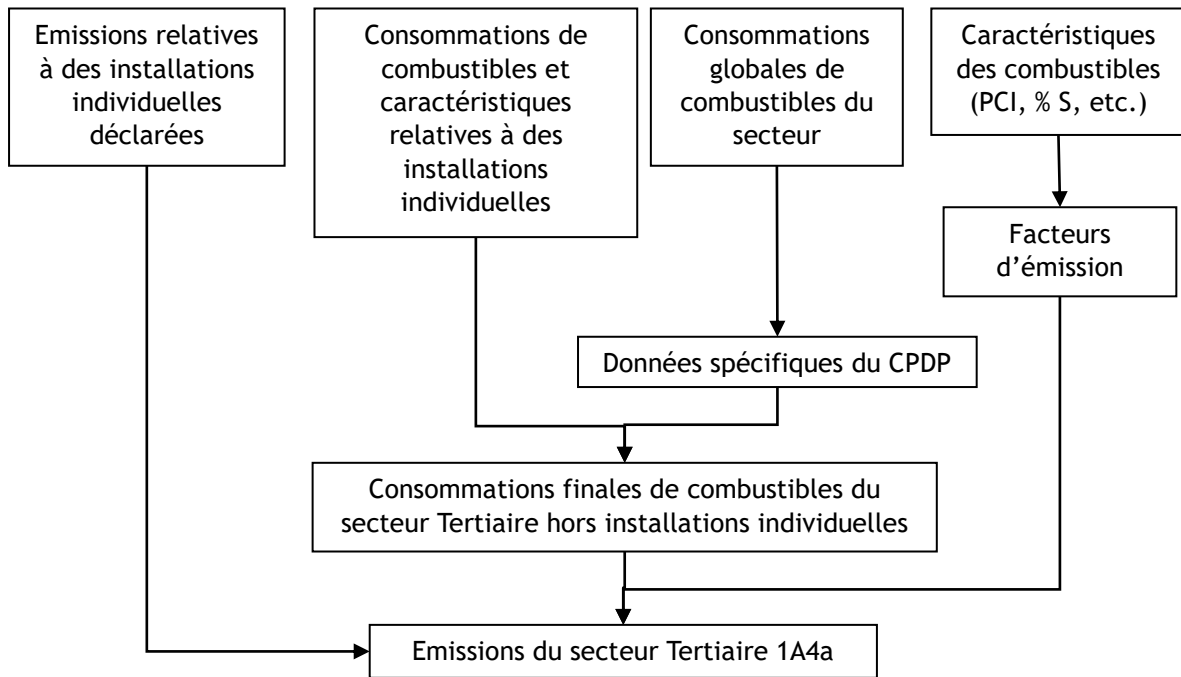 Emissions relatives
à des installations
individuelles
déclarées
Consommations de
combustibles et
caractéristiques
relatives à des
installations
individuelles
Consommations
globales de
combustibles du
secteur
Caractéristiques
des combustibles
(PCI, % S, etc.)
Facteurs
d’émission
Données spécifiques du CPDP
Consommations finales de combustibles du
secteur Tertiaire hors installations individuelles
Emissions du secteur Tertiaire 1A4a